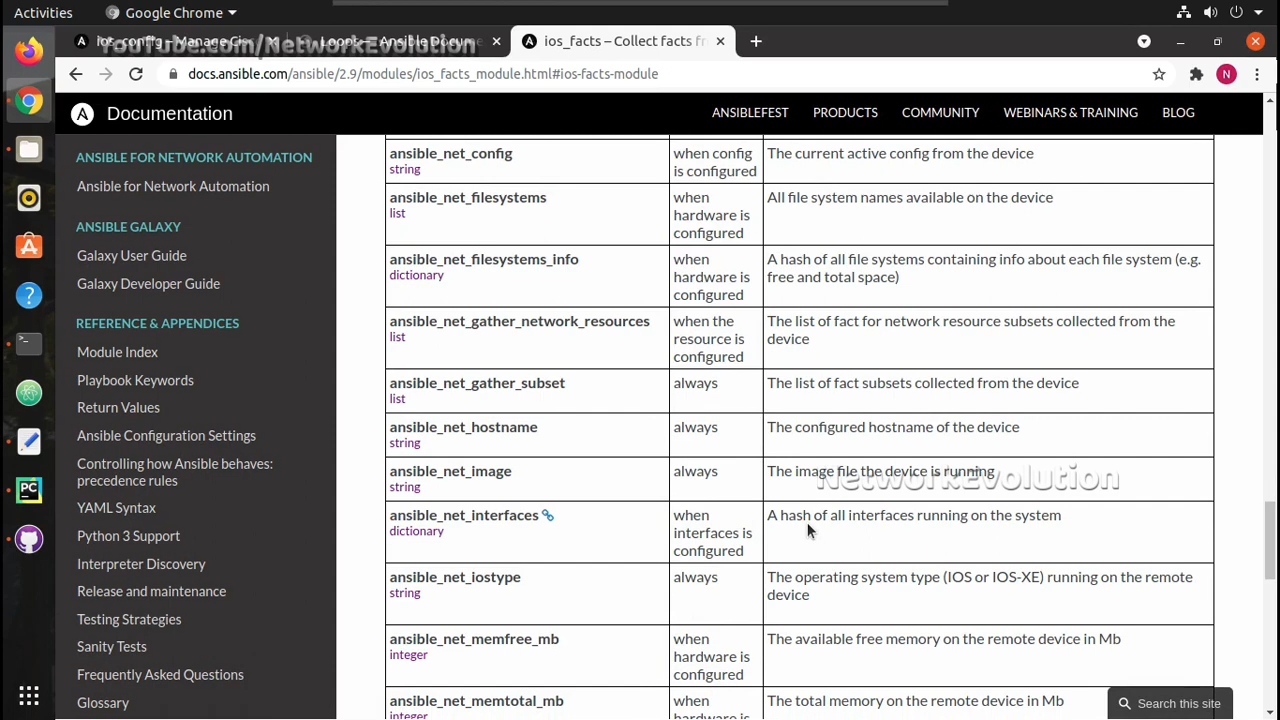 Activities
Google Chrome
YouTube.com/NetworkEvolution
ios_config – Manage Cis
Loops – Ansible Docume
ios_facts – Collect facts fr
docs.ansible.com/ansible/2.9/modules/ios_facts_module.html#ios-facts-module
N
A
Documentation
ANSIBLEFEST
PRODUCTS
COMMUNITY
WEBINARS & TRAINING
BLOG
ANSIBLE FOR NETWORK AUTOMATION
Ansible for Network Automation
ANSIBLE GALAXY
Galaxy User Guide
Galaxy Developer Guide
REFERENCE & APPENDICES
Module Index
Playbook Keywords
Return Values
Ansible Configuration Settings
Controlling how Ansible behaves:
precedence rules
YAML Syntax
Python 3 Support
Interpreter Discovery
Release and maintenance
Testing Strategies
Sanity Tests
Frequently Asked Questions
Glossary
ansible_net_config
string
when config
is configured
The current active config from the device
ansible_net_filesystems
list
when
hardware is
configured
All file system names available on the device
ansible_net_filesystems_info
dictionary
when
hardware is
configured
A hash of all file systems containing info about each file system (e.g.
free and total space)
ansible_net_gather_network_resources
list
when the
resource is
configured
The list of fact for network resource subsets collected from the
device
ansible_net_gather_subset
list
always
The list of fact subsets collected from the device
ansible_net_hostname
string
always
The configured hostname of the device
ansible_net_image
string
always
The image file the device is running
NetworkEvolution
ansible_net_interfaces
dictionary
when
interfaces is
configured
A hash of all interfaces running on the system
ansible_net_iostype
string
always
The operating system type (IOS or IOS-XE) running on the remote
device
ansible_net_memfree_mb
integer
when
hardware is
configured
The available free memory on the remote device in Mb
ansible_net_memtotal_mb
integer
when
hardware is
The total memory on the remote device in Mb
Search this site
PC